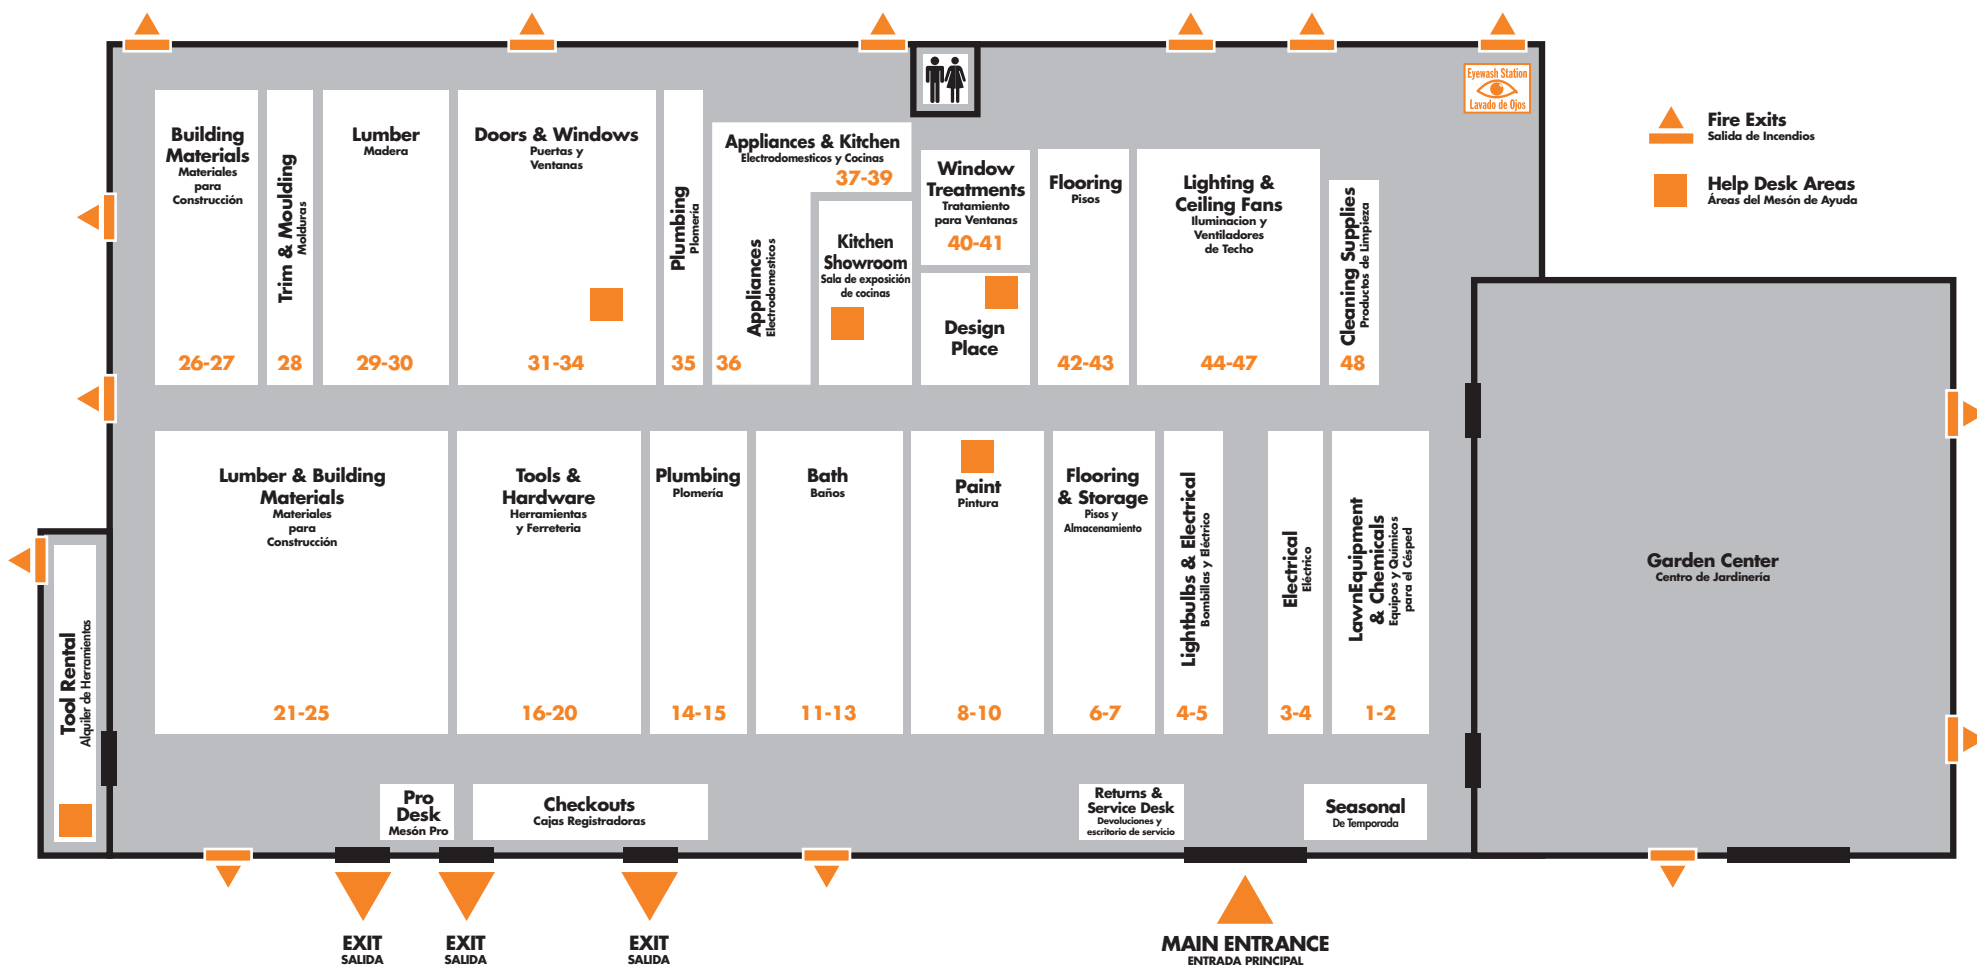 Eyewash Station
Lavado de Ojos
Fire Exits
Salida de Incendios
Help Desk Areas
Áreas del Mesón de Ayuda
Building
Materials
Materiales
para
Construcción
26-27
Trim & Moulding
Molduras
28
Lumber
Madera
29-30
Doors & Windows
Puertas y
Ventanas
31-34
Plumbing
Plomería
35
Appliances & Kitchen
Electrodomesticos y Cocinas
37-39
Appliances
Electrodomesticos
36
Kitchen
Showroom
Sala de exposición
de cocinas
Window
Treatments
Tratamiento
para Ventanas
40-41
Design
Place
Flooring
Pisos
42-43
Lighting &
Ceiling Fans
Iluminacion y
Ventiladores
de Techo
44-47
Cleaning Supplies
Productos de Limpieza
48
Lumber & Building
Materials
Materiales
para
Construcción
21-25
Tools &
Hardware
Herramientas
y Ferreteria
16-20
Plumbing
Plomería
14-15
Bath
Baños
11-13
Paint
Pintura
8-10
Flooring
& Storage
Pisos y
Almacenamiento
6-7
Lightbulbs & Electrical
Bombillas y Eléctrico
4-5
Electrical
Eléctrico
3-4
LawnEquipment
& Chemicals
Equipos y Químicos
para el Césped
1-2
Garden Center
Centro de Jardinería
Tool Rental
Alquiler de Herramientas
Pro
Desk
Mesón Pro
Checkouts
Cajas Registradoras
Returns &
Service Desk
Devoluciones y
escritorio de servicio
Seasonal
De Temporada
EXIT
SALIDA
EXIT
SALIDA
EXIT
SALIDA
MAIN ENTRANCE
ENTRADA PRINCIPAL